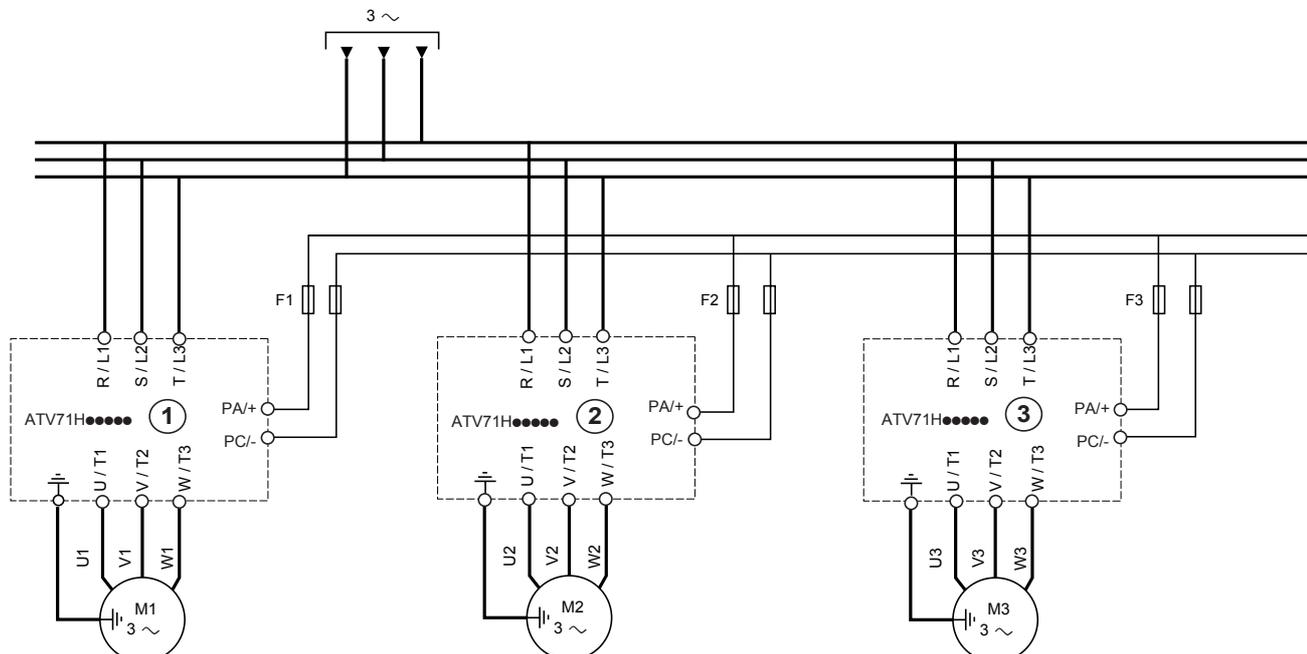 3 ~
F1
F2
F3
R / L1
S / L2
T / L3
R / L1
S / L2
T / L3
R / L1
S / L2
T / L3
ATV71H●●●●●
1
PA/+
PC/-
ATV71H●●●●●
2
PA/+
PC/-
ATV71H●●●●●
3
PA/+
PC/-
U / T1
V / T2
W / T3
U / T1
V / T2
W / T3
U / T1
V / T2
W / T3
U1
V1
W1
U2
V2
W2
U3
V3
W3
M1
3 ~
M2
3 ~
M3
3 ~